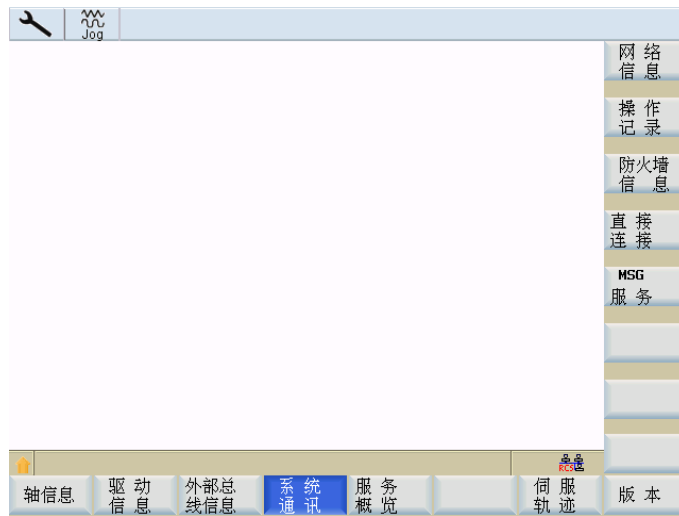 Jog
网 络
信 息
操 作
记 录
防火墙
信 息
直 接
连 接
MSG
服 务
RCS
轴信息
驱 动
信 息
外部总
线信息
系 统
通 讯
服 务
概 览
伺 服
轨 迹
版 本